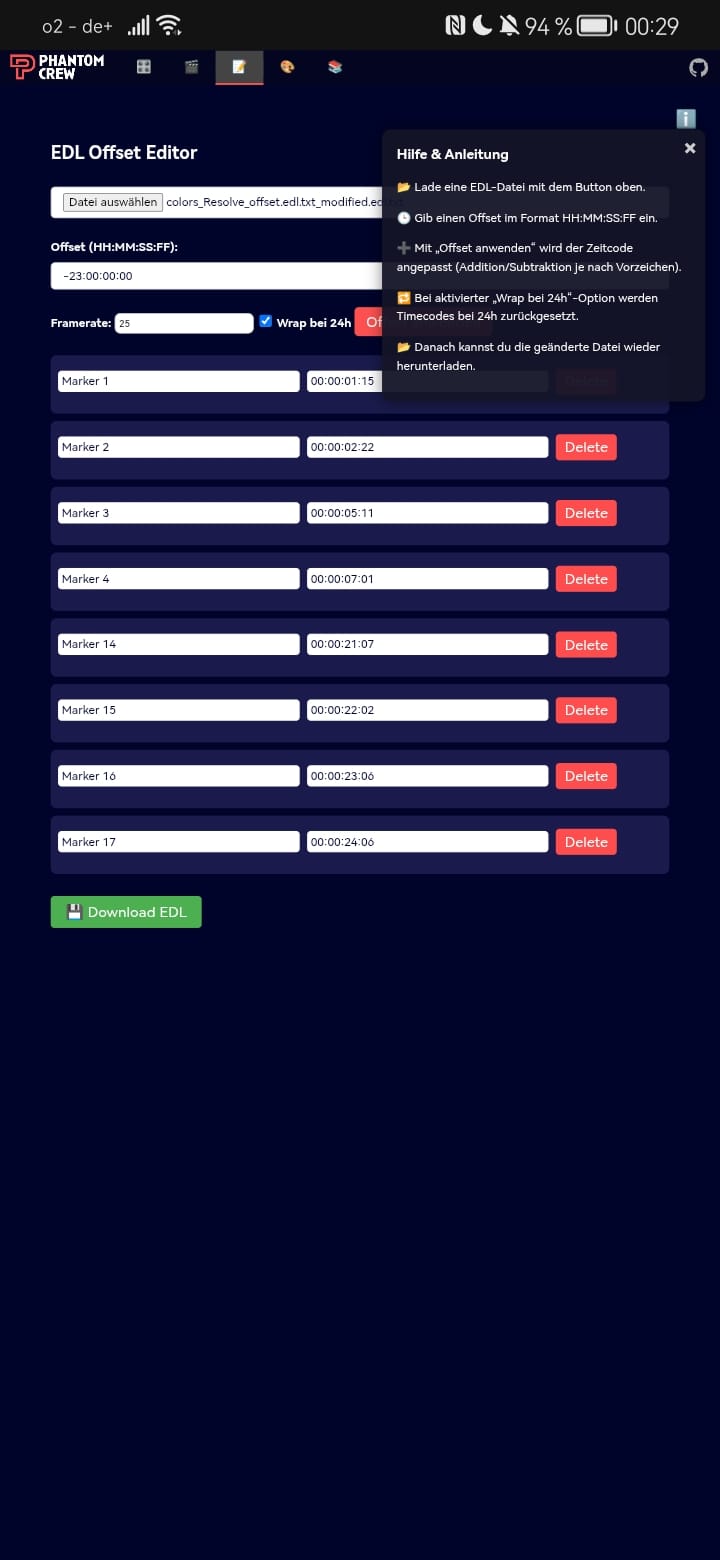 o2 - de+ 94 % 00:29
PHANTOM
CREW
EDL Offset Editor
Hilfe & Anleitung
📂 Lade eine EDL-Datei mit dem Button oben.
🕒 Gib einen Offset im Format HH:MM:SS:FF ein.
➕ Mit „Offset anwenden“ wird der Zeitcode
angepasst (Addition/Subtraktion je nach Vorzeichen).
🔁 Bei aktivierter „Wrap bei 24h“-Option werden
Timecodes bei 24h zurückgesetzt.
📂 Danach kannst du die geänderte Datei wieder
herunterladen.
Datei auswählen colors_Resolve_offset.edl.txt_modified.edl.txt
Offset (HH:MM:SS:FF):
-23:00:00:00
Framerate: 25 Wrap bei 24h Of
Marker 1 00:00:01:15 Delete
Marker 2 00:00:02:22 Delete
Marker 3 00:00:05:11 Delete
Marker 4 00:00:07:01 Delete
Marker 14 00:00:21:07 Delete
Marker 15 00:00:22:02 Delete
Marker 16 00:00:23:06 Delete
Marker 17 00:00:24:06 Delete
💾 Download EDL